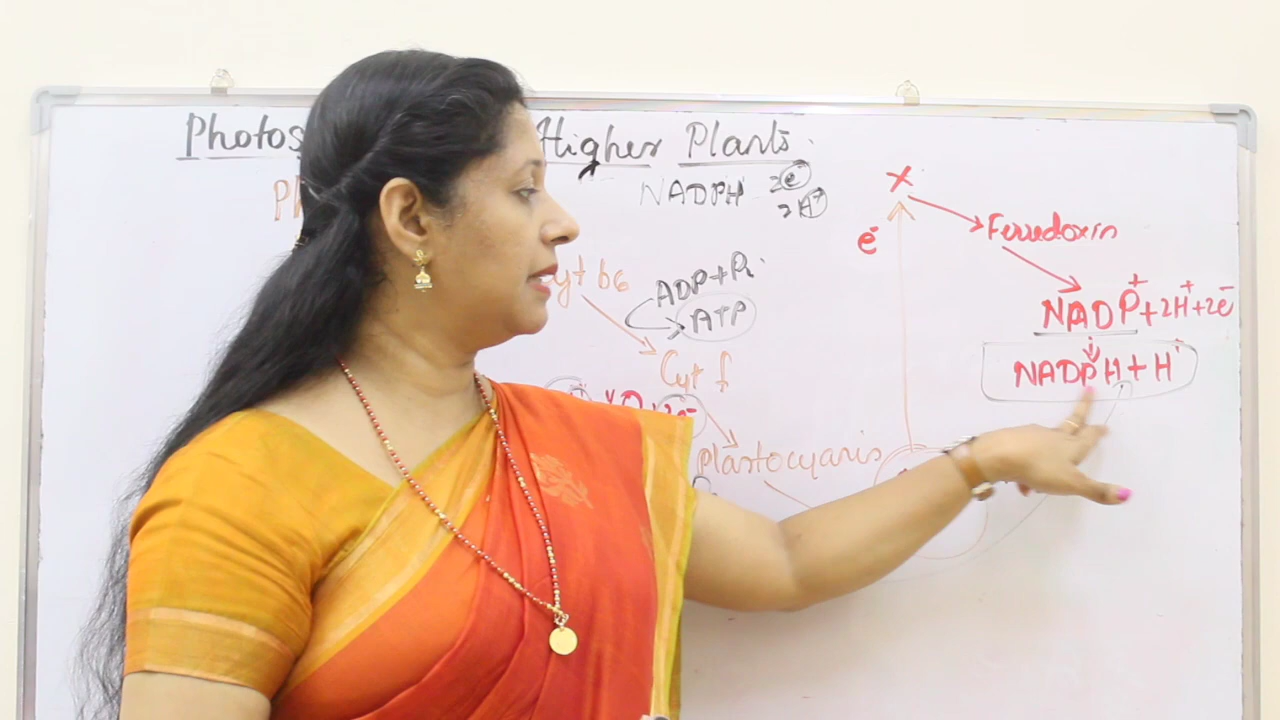 Photos Higher Plants.
NADPH 2e⁻
2H⁺
X
e⁻
Ferredoxin
Cyt b6
ADP+Pi
ATP
NADP⁺+2H⁺+2e⁻
NADPH+H⁺
Cyt f
Plastocyanin